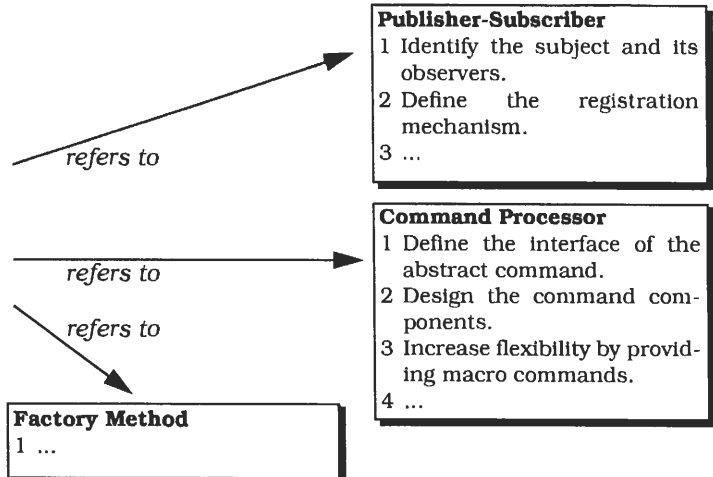 Publisher-Subscriber
1 Identify the subject and its
observers.
2 Define the registration
mechanism.
3 ...
refers to
Command Processor
1 Define the interface of the
abstract command.
2 Design the command com-
ponents.
3 Increase flexibility by provid-
ing macro commands.
4 ...
refers to
refers to
Factory Method
1 ...